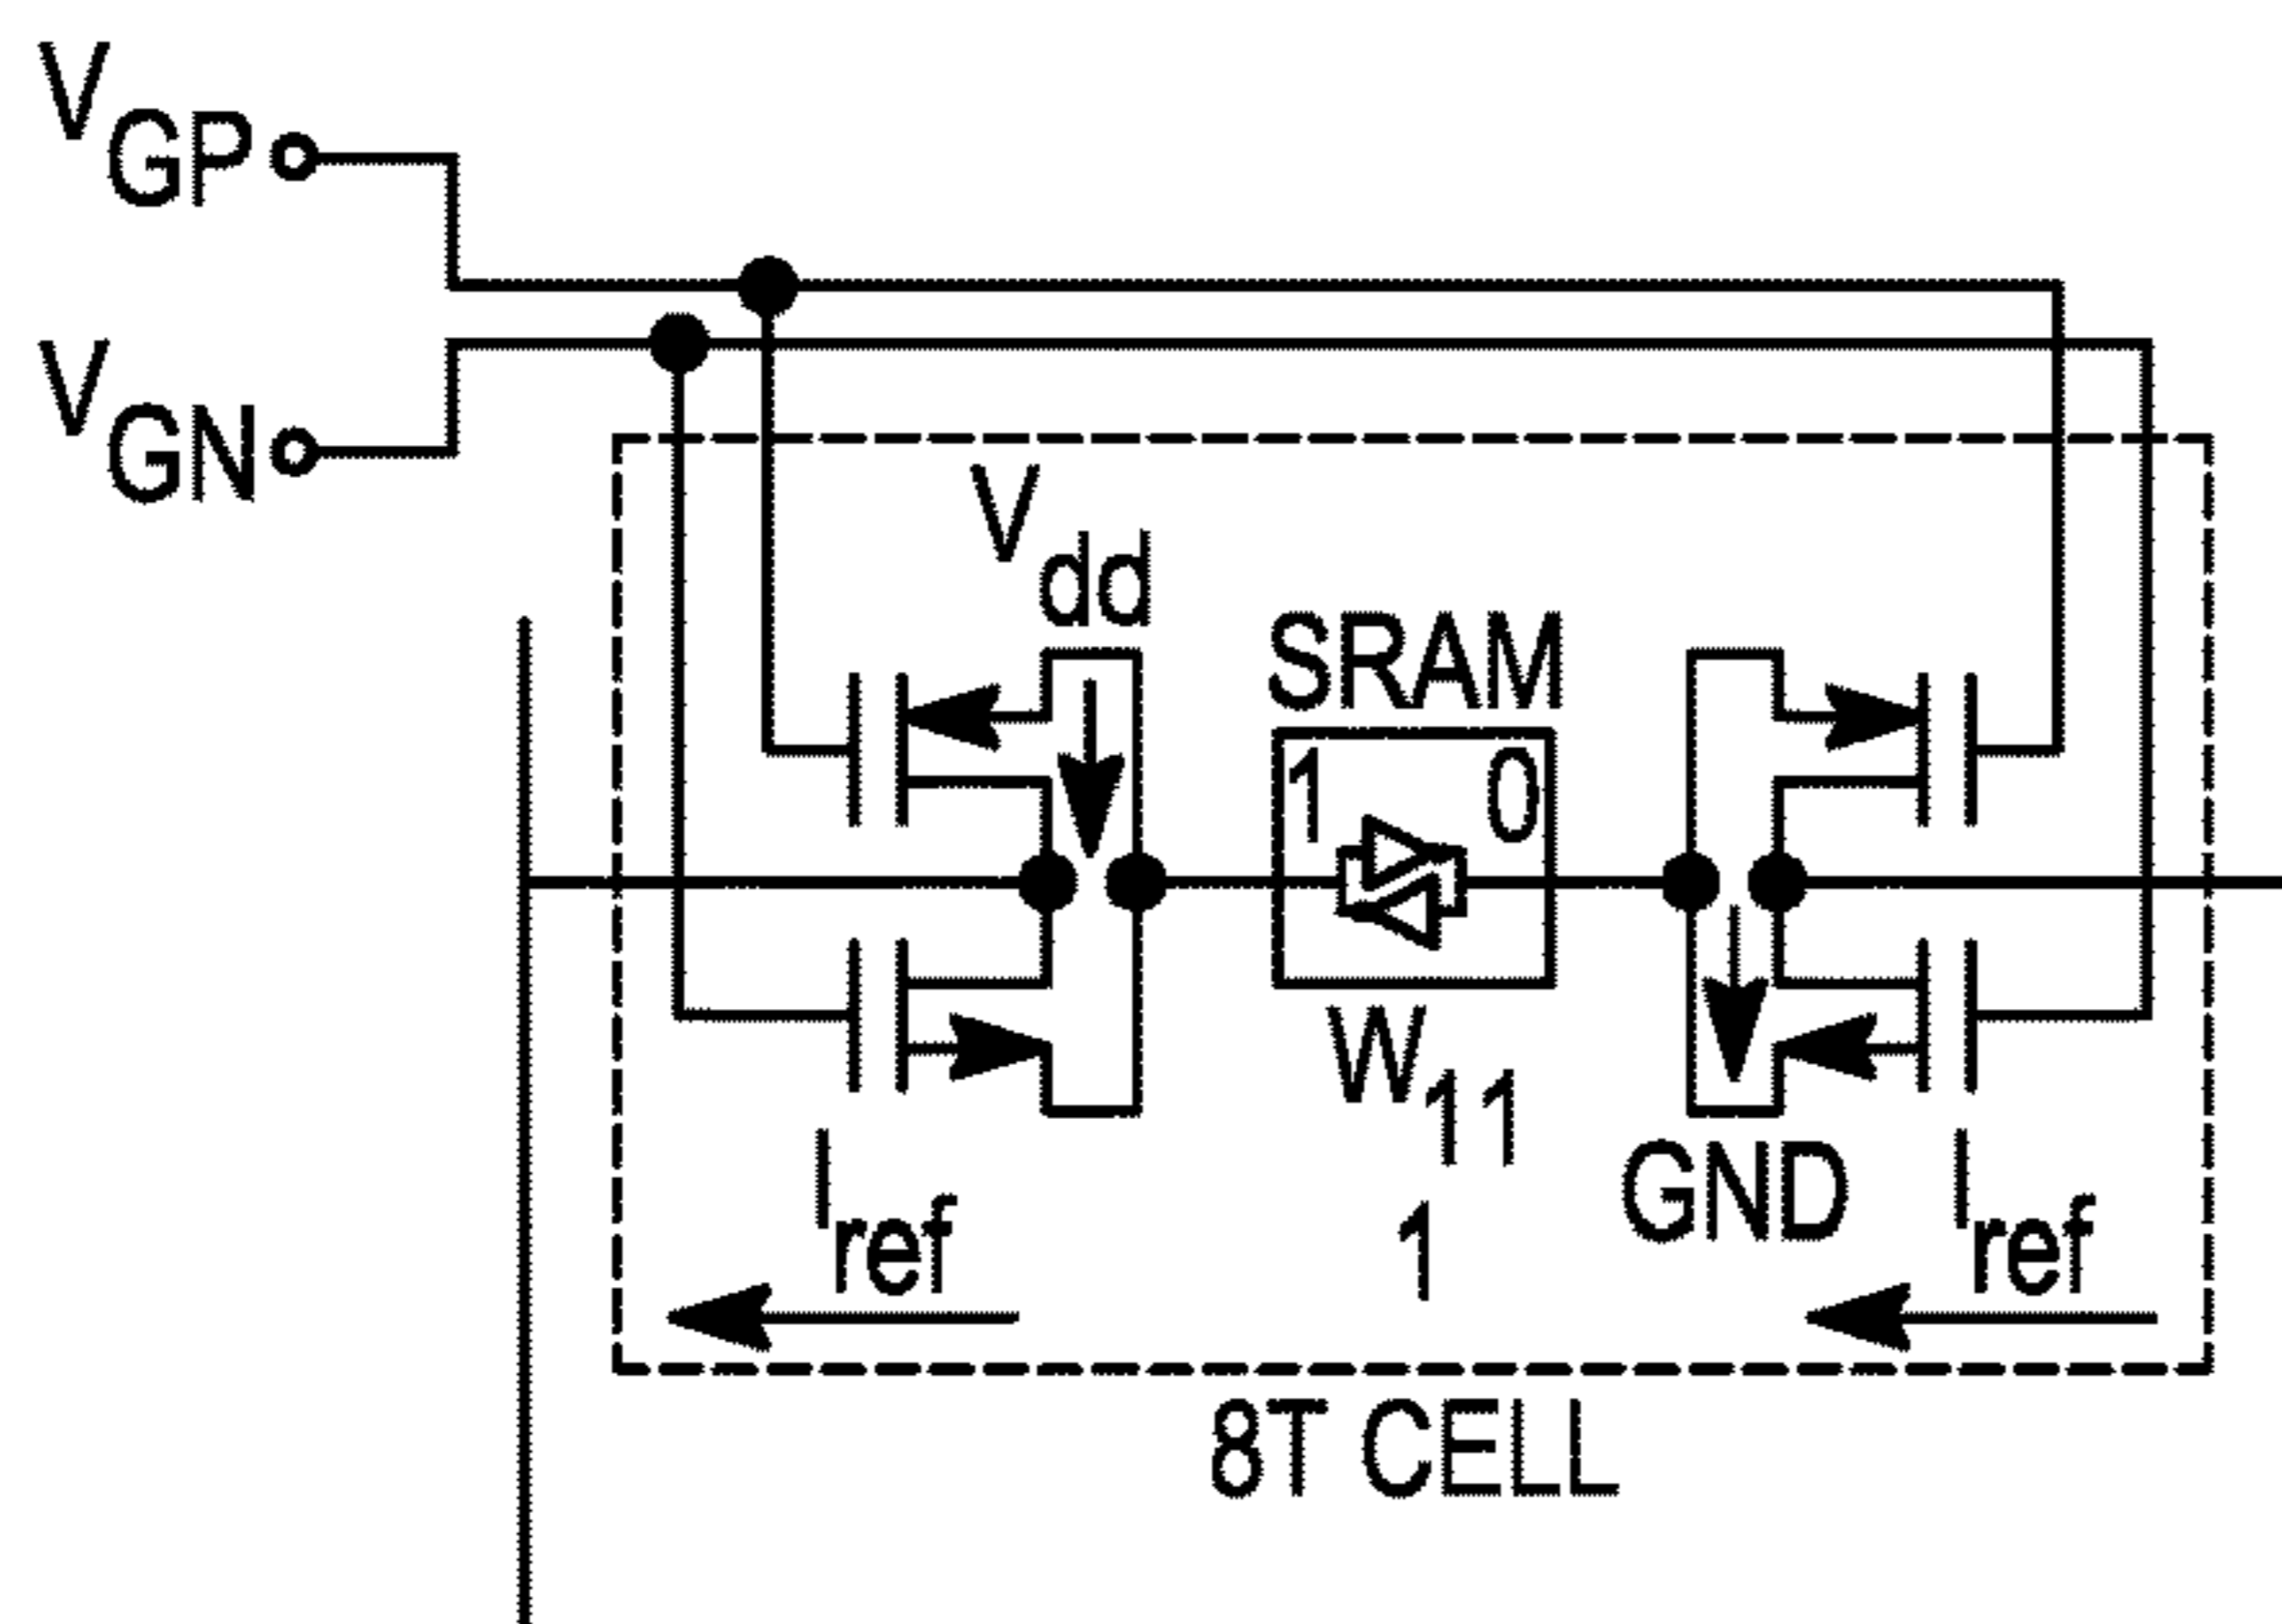 VGP
VGN
Vdd
SRAM
1 0
W11
1
GND
Iref
Iref
8T CELL